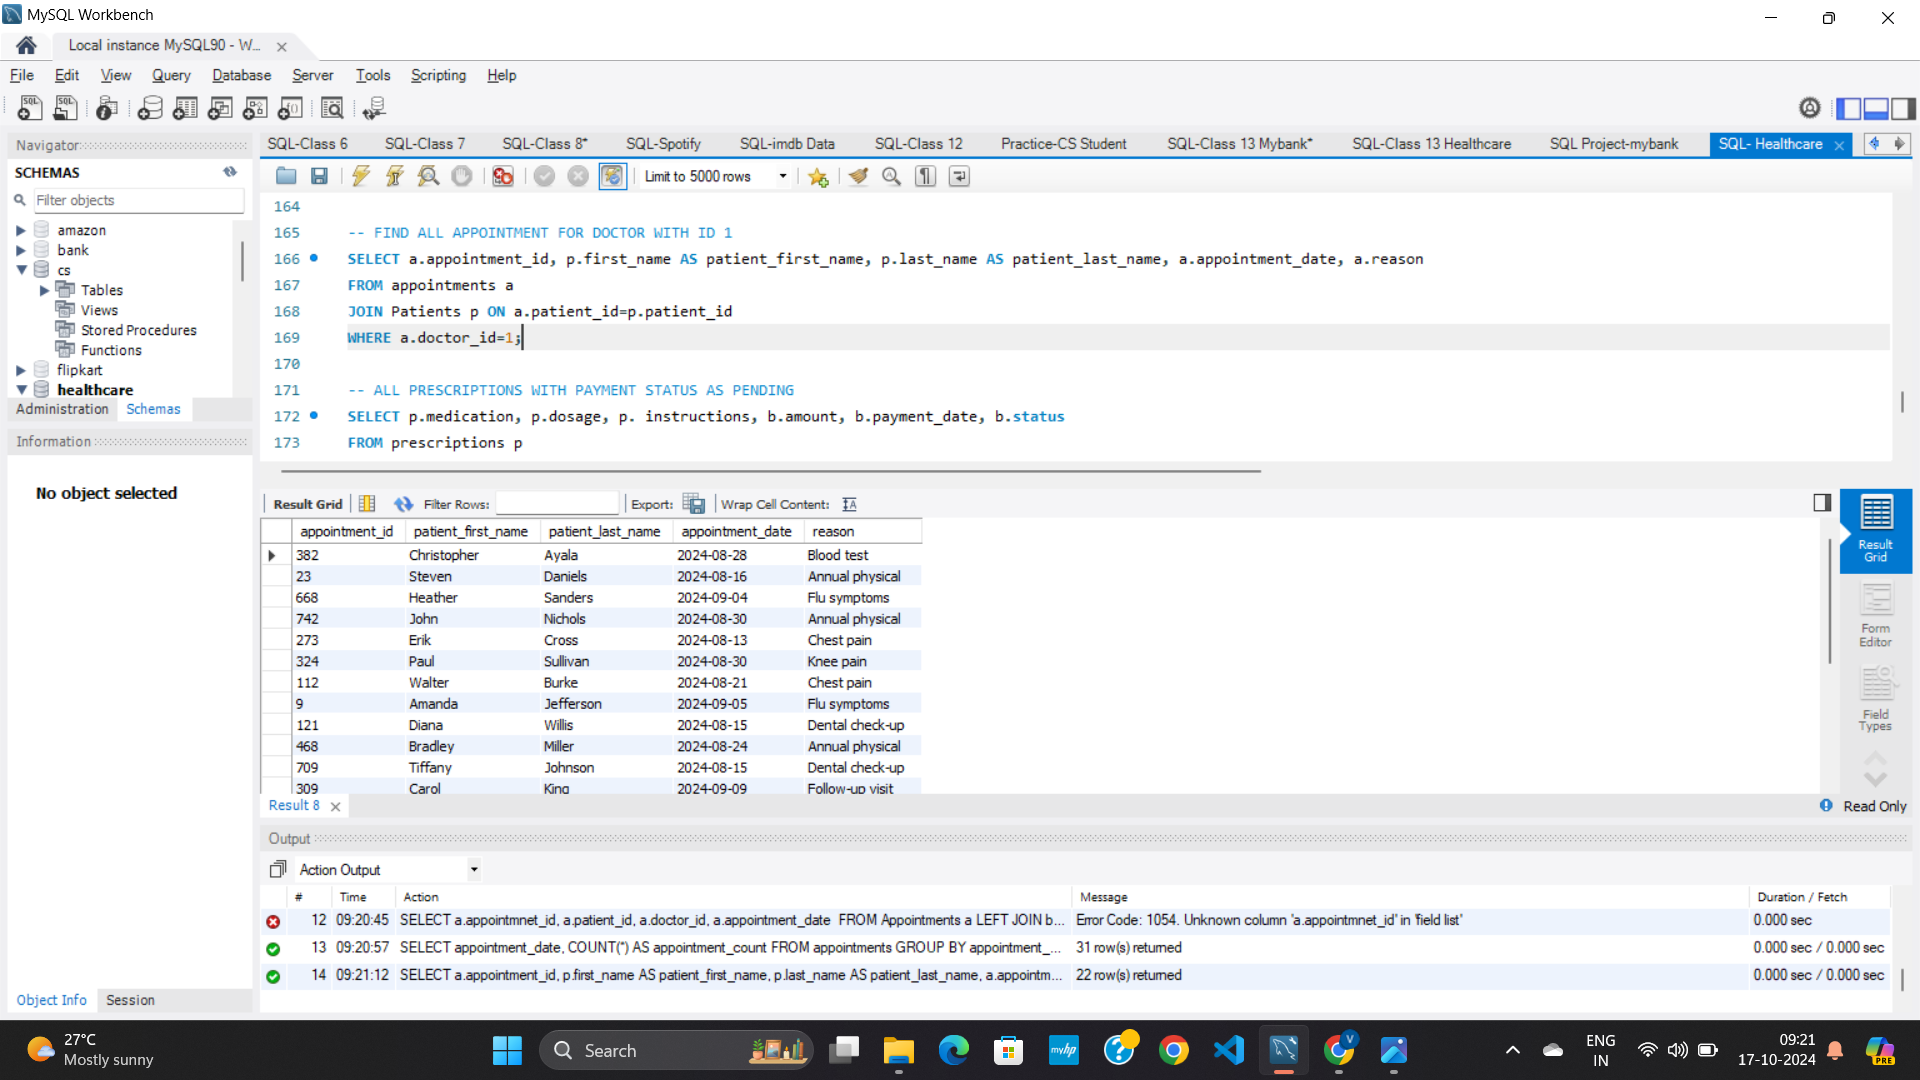 MySQL Workbench
Local instance MySQL90 - W...
File Edit View Query Database Server Tools Scripting Help
Navigator
SCHEMAS
Filter objects
amazon
bank
cs
Tables
Views
Stored Procedures
Functions
flipkart
healthcare
Administration Schemas
Information
No object selected
Object Info Session
SQL-Class 6 SQL-Class 7 SQL-Class 8* SQL-Spotify SQL-imdb Data SQL-Class 12 Practice-CS Student SQL-Class 13 Mybank* SQL-Class 13 Healthcare SQL Project-mybank SQL- Healthcare
Limit to 5000 rows
164
165 -- FIND ALL APPOINTMENT FOR DOCTOR WITH ID 1
166 SELECT a.appointment_id, p.first_name AS patient_first_name, p.last_name AS patient_last_name, a.appointment_date, a.reason
167 FROM appointments a
168 JOIN Patients p ON a.patient_id=p.patient_id
169 WHERE a.doctor_id=1;
170
171 -- ALL PRESCRIPTIONS WITH PAYMENT STATUS AS PENDING
172 SELECT p.medication, p.dosage, p. instructions, b.amount, b.payment_date, b.status
173 FROM prescriptions p
Result Grid Filter Rows: Export: Wrap Cell Content:
appointment_id patient_first_name patient_last_name appointment_date reason
382 Christopher Ayala 2024-08-28 Blood test
23 Steven Daniels 2024-08-16 Annual physical
668 Heather Sanders 2024-09-04 Flu symptoms
742 John Nichols 2024-08-30 Annual physical
273 Erik Cross 2024-08-13 Chest pain
324 Paul Sullivan 2024-08-30 Knee pain
112 Walter Burke 2024-08-21 Chest pain
9 Amanda Jefferson 2024-09-05 Flu symptoms
121 Diana Willis 2024-08-15 Dental check-up
468 Bradley Miller 2024-08-24 Annual physical
709 Tiffany Johnson 2024-08-15 Dental check-up
309 Carol King 2024-09-09 Follow-up visit
Result
Grid
Form
Editor
Field
Types
Result 8
Read Only
Output
Action Output
# Time Action Message Duration / Fetch
12 09:20:45 SELECT a.appointmnet_id, a.patient_id, a.doctor_id, a.appointment_date FROM Appointments a LEFT JOIN b... Error Code: 1054. Unknown column 'a.appointmnet_id' in 'field list' 0.000 sec
13 09:20:57 SELECT appointment_date, COUNT(*) AS appointment_count FROM appointments GROUP BY appointment_... 31 row(s) returned 0.000 sec / 0.000 sec
14 09:21:12 SELECT a.appointment_id, p.first_name AS patient_first_name, p.last_name AS patient_last_name, a.appointm... 22 row(s) returned 0.000 sec / 0.000 sec
27°C
Mostly sunny
Search
myhp
V
ENG
IN
09:21
17-10-2024
PRE